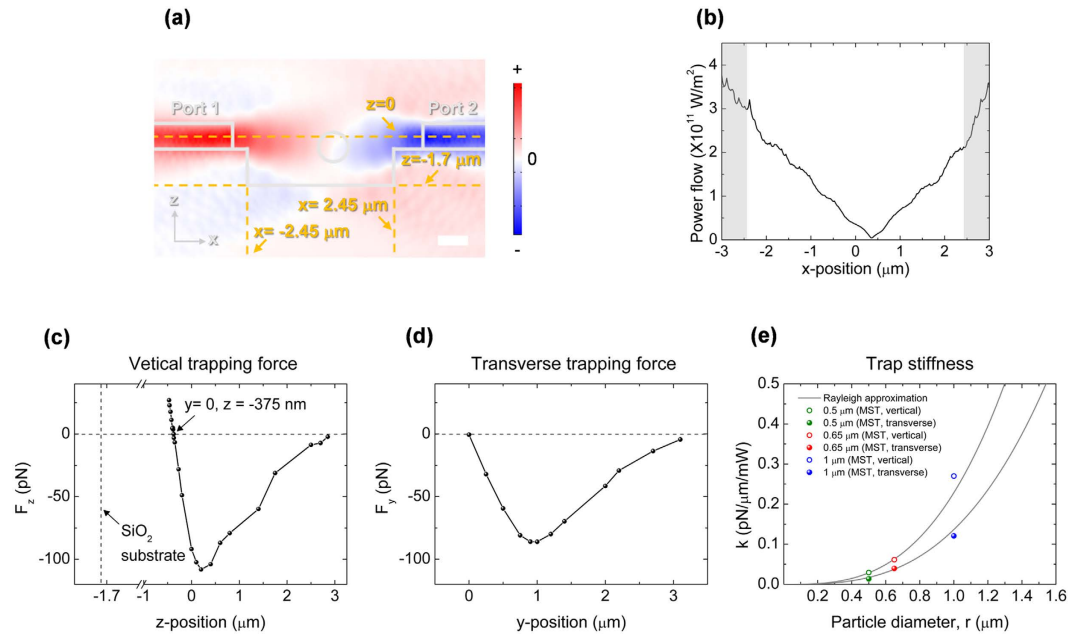 (a)
+
Port 1
z=0
Port 2
0
z=-1.7 μm
x= 2.45 μm
x= -2.45 μm
z
x
-
(b)
Power flow (X10¹¹ W/m²)
4
3
2
1
0
-3 -2 -1 0 1 2 3
x-position (μm)
(c)
Vetical trapping force
F_z (pN)
0
-50
-100
y= 0, z = -375 nm
SiO₂
substrate
-1.7 -1 0 1 2 3
z-position (μm)
(d)
Transverse trapping force
F_y (pN)
0
-50
-100
0 1 2 3
y-position (μm)
(e)
Trap stiffness
k (pN/μm/mW)
0.5
0.4
0.3
0.2
0.1
0.0
Rayleigh approximation
0.5 μm (MST, vertical)
0.5 μm (MST, transverse)
0.65 μm (MST, vertical)
0.65 μm (MST, transverse)
1 μm (MST, vertical)
1 μm (MST, transverse)
0.2 0.4 0.6 0.8 1.0 1.2 1.4 1.6
Particle diameter, r (μm)